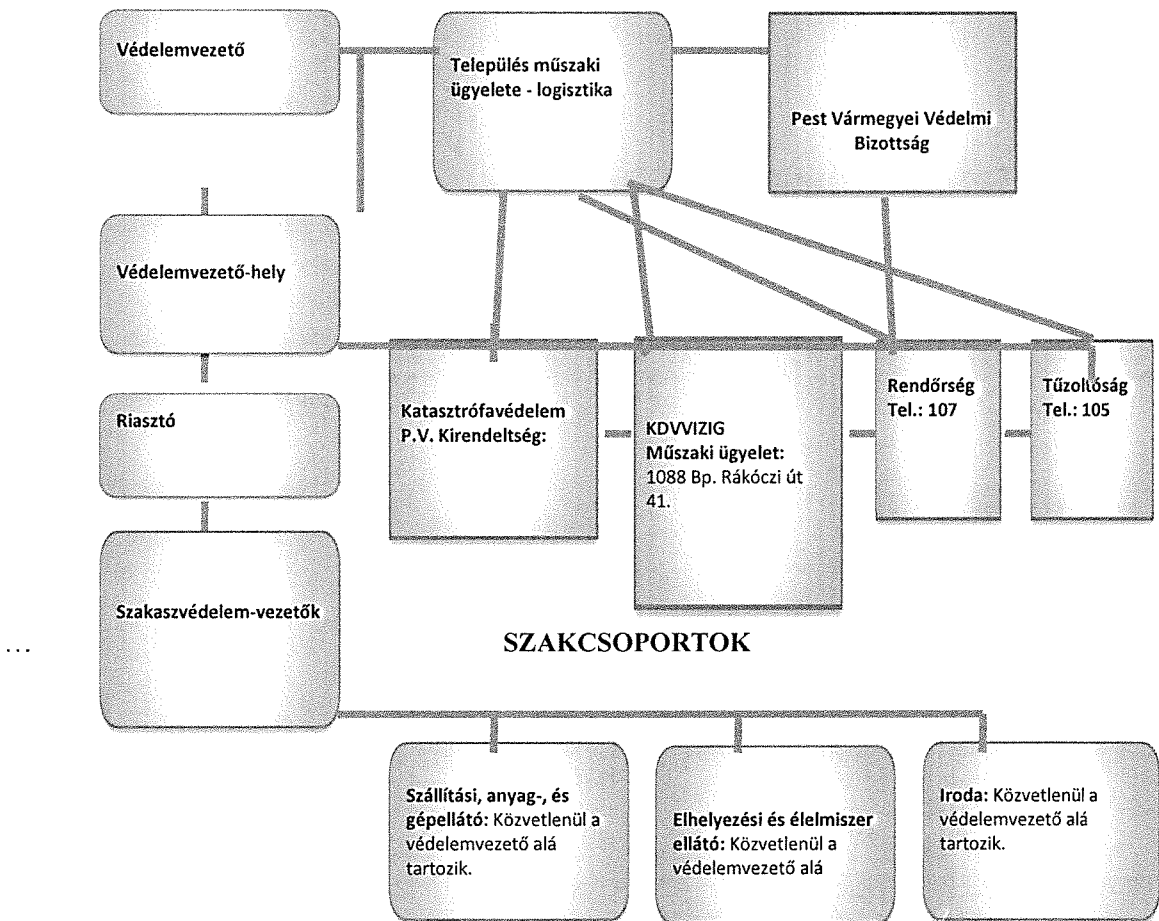 Védelemvezető
Település műszaki
ügyelete - logisztika
Pest Vármegyei Védelmi
Bizottság
Védelemvezető-hely
Riasztó
Katasztrófavédelem
P.V. Kirendeltség:
KDVVIZIG
Műszaki ügyelet:
1088 Bp. Rákóczi út
41.
Rendőrség
Tel.: 107
Tűzoltóság
Tel.: 105
Szakaszvédelem-vezetők
...
SZAKCSOPORTOK
Szállítási, anyag-, és
gépellátó: Közvetlenül a
védelemvezető alá
tartozik.
Elhelyezési és élelmiszer
ellátó: Közvetlenül a
védelemvezető alá
Iroda: Közvetlenül a
védelemvezető alá
tartozik.